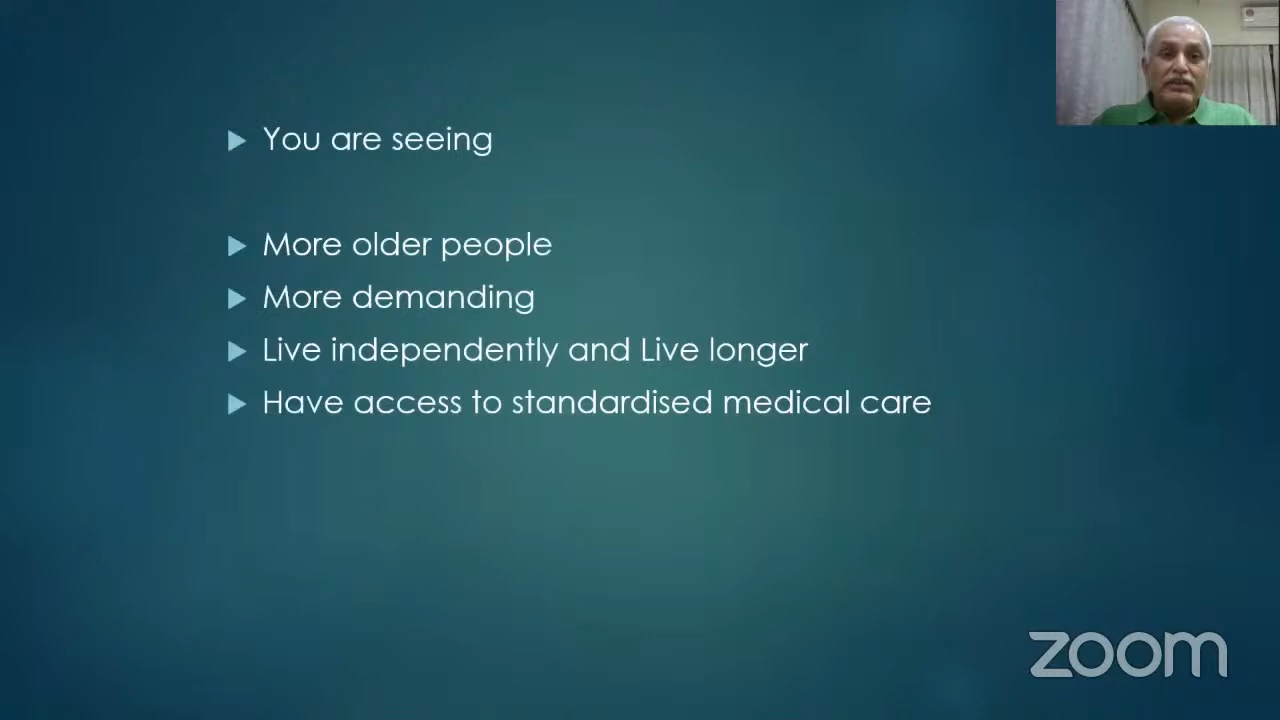 You are seeing
More older people
More demanding
Live independently and Live longer
Have access to standardised medical care
zoom